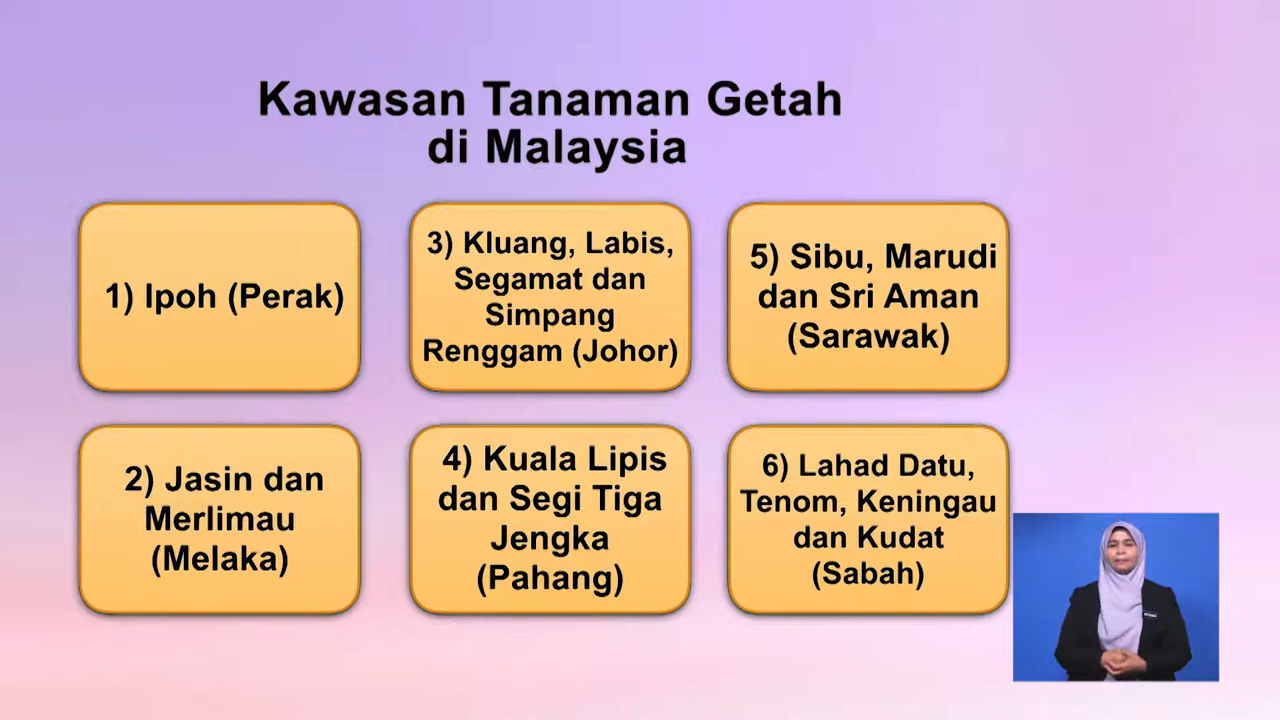 Kawasan Tanaman Getah
di Malaysia
1) Ipoh (Perak)
2) Jasin dan
Merlimau
(Melaka)
3) Kluang, Labis,
Segamat dan
Simpang
Renggam (Johor)
4) Kuala Lipis
dan Segi Tiga
Jengka
(Pahang)
5) Sibu, Marudi
dan Sri Aman
(Sarawak)
6) Lahad Datu,
Tenom, Keningau
dan Kudat
(Sabah)